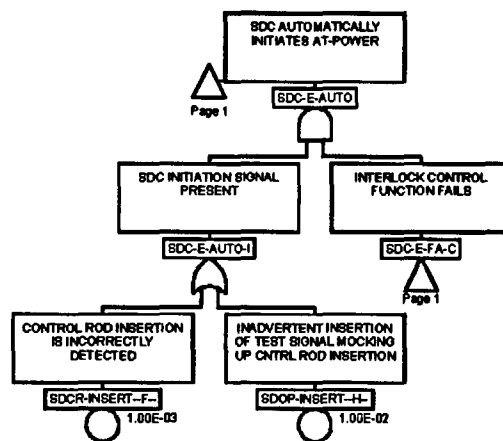 SDC AUTOMATICALLY
INITIATES AT-POWER
Page 1
SDC-E-AUTO
SDC INITIATION SIGNAL
PRESENT
INTERLOCK CONTROL
FUNCTION FAILS
SDC-E-AUTO-I
SDC-E-FA-C
Page 1
CONTROL ROD INSERTION
IS INCORRECTLY
DETECTED
INADVERTENT INSERTION
OF TEST SIGNAL MOCKING
UP CNTRL ROD INSERTION
SDCR-INSERT--F--
1.00E-03
SDOP-INSERT--H-
1.00E-02